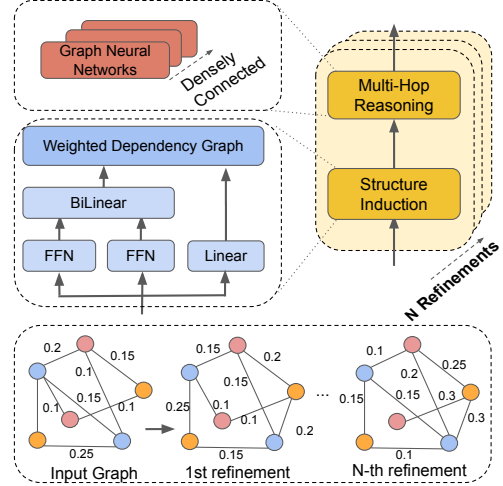 Graph Neural
Networks
Densely
Connected
Multi-Hop
Reasoning
Weighted Dependency Graph
BiLinear
Structure
Induction
FFN
FFN
Linear
N Refinements
0.2
0.15
0.1
0.1
0.15
0.1
0.25
Input Graph
0.15
0.2
0.1
0.15
0.25
0.1
0.2
0.15
1st refinement
...
0.1
0.25
0.2
0.15
0.15
0.3
0.3
0.1
N-th refinement